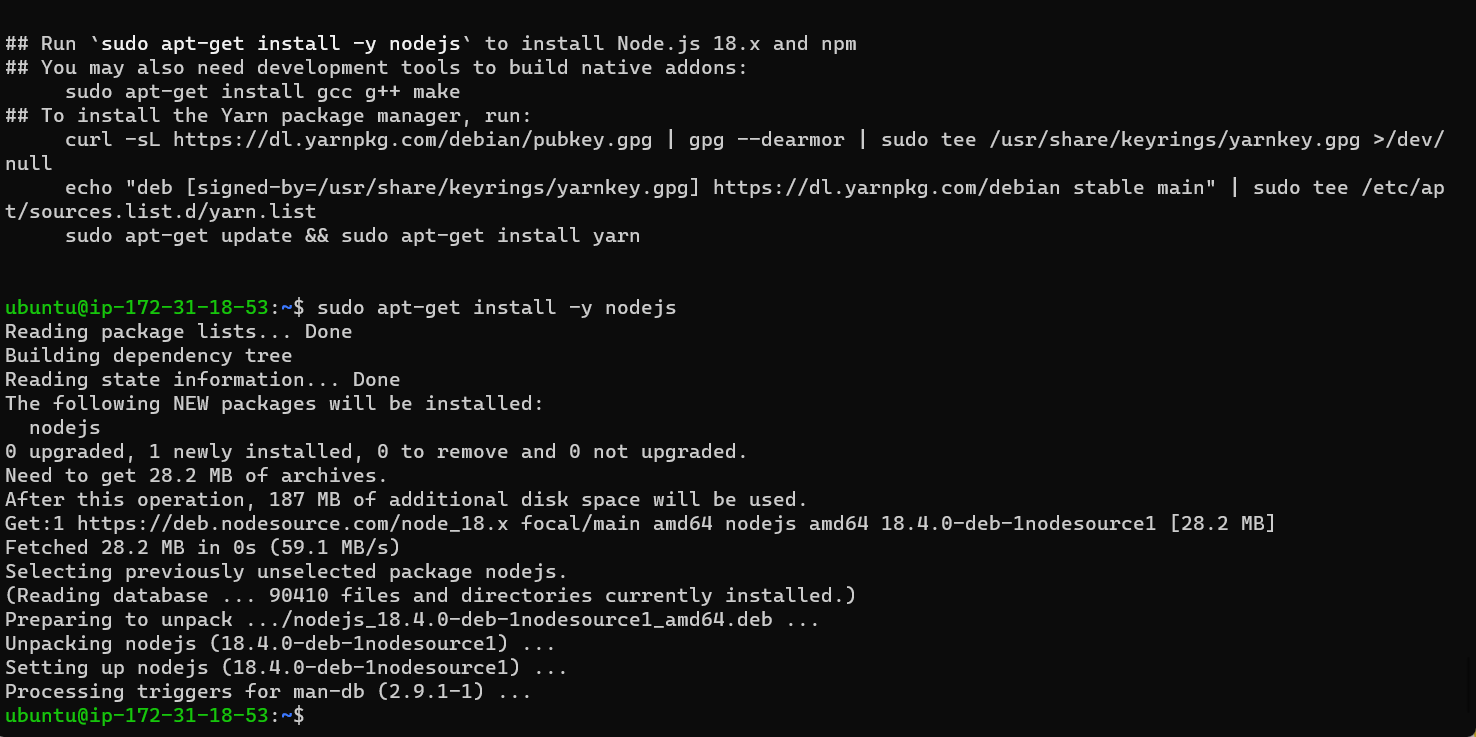 ## Run `sudo apt-get install -y nodejs` to install Node.js 18.x and npm
## You may also need development tools to build native addons:
     sudo apt-get install gcc g++ make
## To install the Yarn package manager, run:
     curl -sL https://dl.yarnpkg.com/debian/pubkey.gpg | gpg --dearmor | sudo tee /usr/share/keyrings/yarnkey.gpg >/dev/
null
     echo "deb [signed-by=/usr/share/keyrings/yarnkey.gpg] https://dl.yarnpkg.com/debian stable main" | sudo tee /etc/ap
t/sources.list.d/yarn.list
     sudo apt-get update && sudo apt-get install yarn
ubuntu@ip-172-31-18-53:~$ sudo apt-get install -y nodejs
Reading package lists... Done
Building dependency tree
Reading state information... Done
The following NEW packages will be installed:
  nodejs
0 upgraded, 1 newly installed, 0 to remove and 0 not upgraded.
Need to get 28.2 MB of archives.
After this operation, 187 MB of additional disk space will be used.
Get:1 https://deb.nodesource.com/node_18.x focal/main amd64 nodejs amd64 18.4.0-deb-1nodesource1 [28.2 MB]
Fetched 28.2 MB in 0s (59.1 MB/s)
Selecting previously unselected package nodejs.
(Reading database ... 90410 files and directories currently installed.)
Preparing to unpack .../nodejs_18.4.0-deb-1nodesource1_amd64.deb ...
Unpacking nodejs (18.4.0-deb-1nodesource1) ...
Setting up nodejs (18.4.0-deb-1nodesource1) ...
Processing triggers for man-db (2.9.1-1) ...
ubuntu@ip-172-31-18-53:~$